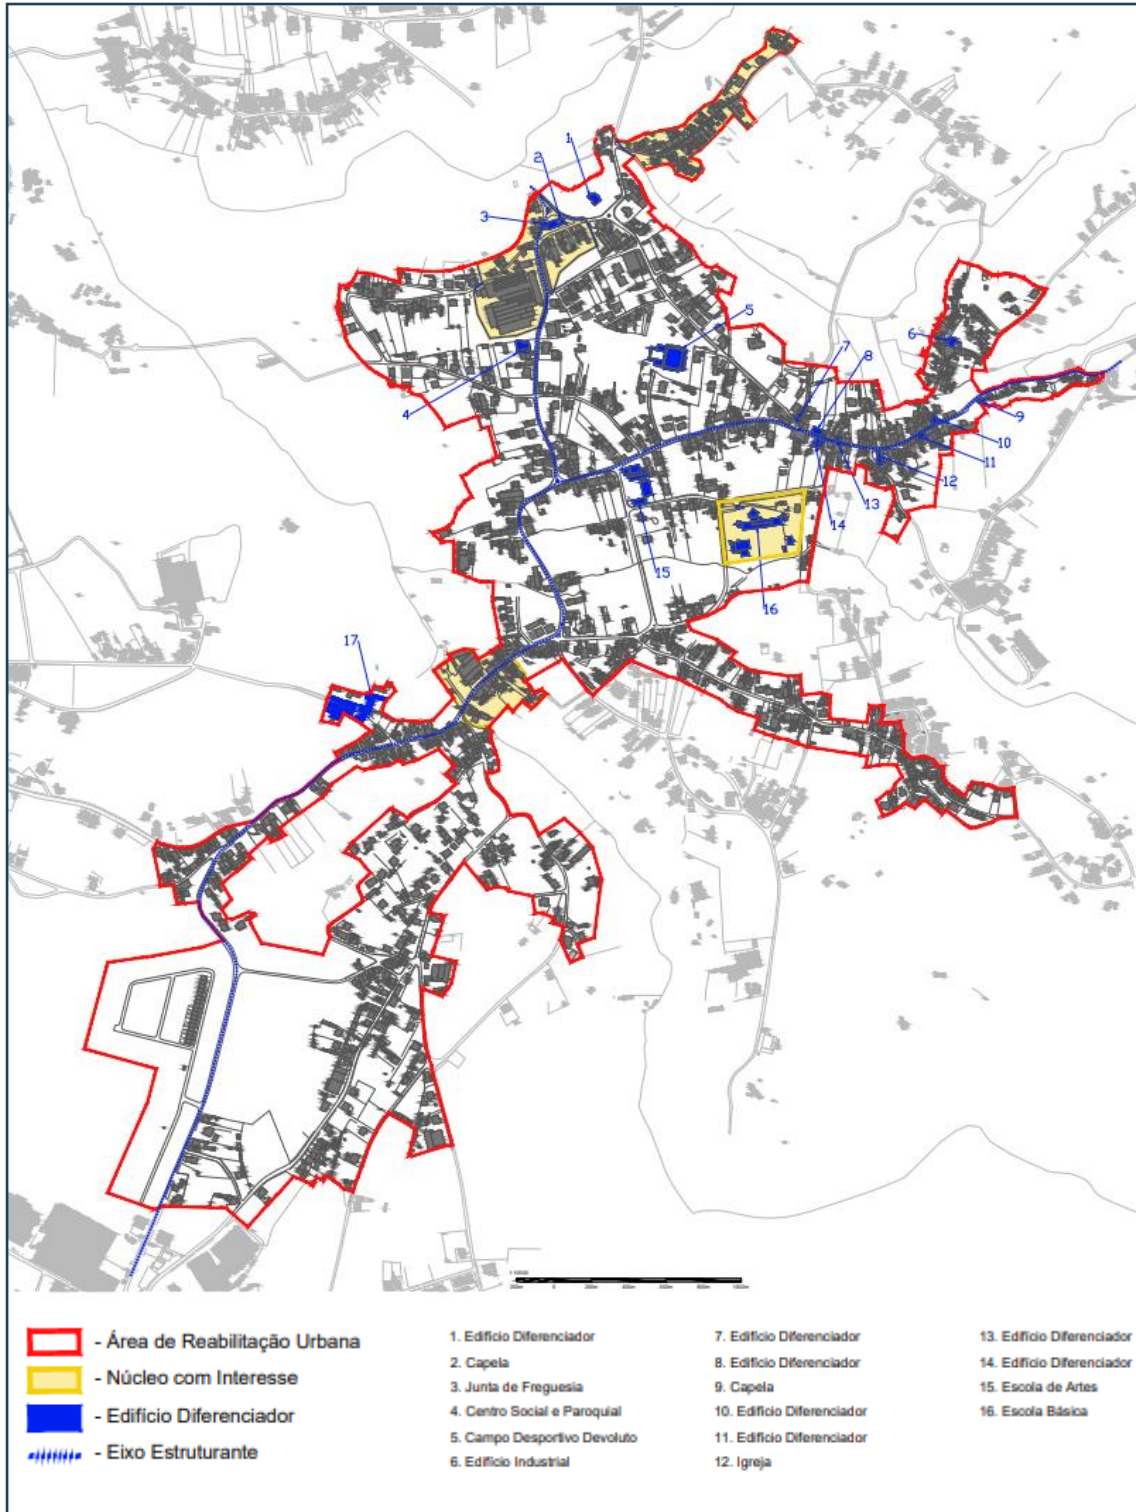 1
2
3
4
5
6
7
8
9
10
11
12
13
14
15
16
17
- Área de Reabilitação Urbana
- Núcleo com Interesse
- Edifício Diferenciador
- Eixo Estruturante
1. Edifício Diferenciador
2. Capela
3. Junta de Freguesia
4. Centro Social e Paroquial
5. Campo Desportivo Devoluto
6. Edifício Industrial
7. Edifício Diferenciador
8. Edifício Diferenciador
9. Capela
10. Edifício Diferenciador
11. Edifício Diferenciador
12. Igreja
13. Edifício Diferenciador
14. Edifício Diferenciador
15. Escola de Artes
16. Escola Básica